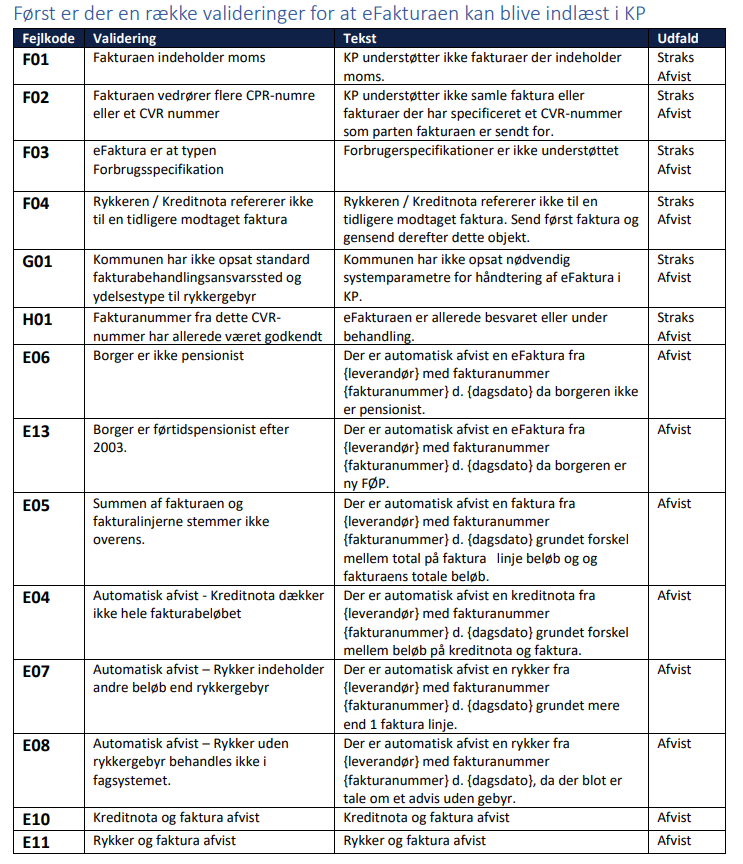 Først er der en række valideringer for at eFakturaen kan blive indlæst i KP
Fejlkode Validering Tekst Udfald
F01 Fakturaen indeholder moms KP understøtter ikke fakturaer der indeholder Straks
moms. Afvist
F02 Fakturaen vedrører flere CPR-numre KP understøtter ikke samle faktura eller Straks
eller et CVR nummer fakturaer der har specificeret et CVR-nummer Afvist
som parten fakturaen er sendt for.
F03 eFaktura er at typen Forbrugerspecifikationer er ikke understøttet Straks
Forbrugsspecifikation Afvist
F04 Rykkeren / Kreditnota refererer ikke Rykkeren / Kreditnota refererer ikke til en Straks
til en tidligere modtaget faktura tidligere modtaget faktura. Send først faktura og Afvist
gensend derefter dette objekt.
G01 Kommunen har ikke opsat standard Kommunen har ikke opsat nødvendig Straks
fakturabehandlingsansvarssted og systemparametre for håndtering af eFaktura i Afvist
ydelsestype til rykkergebyr KP.
H01 Fakturanummer fra dette CVR- eFakturaen er allerede besvaret eller under Straks
nummer har allerede været godkendt behandling. Afvist
E06 Borger er ikke pensionist Der er automatisk afvist en eFaktura fra Afvist
{leverandør} med fakturanummer
{fakturanummer} d. {dagsdato} da borgeren ikke
er pensionist.
E13 Borger er førtidspensionist efter Der er automatisk afvist en eFaktura fra Afvist
2003. {leverandør} med fakturanummer
{fakturanummer} d. {dagsdato} da borgeren er
ny FØP.
E05 Summen af fakturaen og Der er automatisk afvist en faktura fra Afvist
fakturalinjerne stemmer ikke {leverandør} med fakturanummer
overens. {fakturanummer} d. {dagsdato} grundet forskel
mellem total på faktura linje beløb og og
fakturaens totale beløb.
E04 Automatisk afvist - Kreditnota dækker Der er automatisk afvist en kreditnota fra Afvist
ikke hele fakturabeløbet {leverandør} med fakturanummer
{fakturanummer} d. {dagsdato} grundet forskel
mellem beløb på kreditnota og faktura.
E07 Automatisk afvist – Rykker indeholder Der er automatisk afvist en rykker fra Afvist
andre beløb end rykkergebyr {leverandør} med fakturanummer
{fakturanummer} d. {dagsdato} grundet mere
end 1 faktura linje.
E08 Automatisk afvist – Rykker uden Der er automatisk afvist en rykker fra Afvist
rykkergebyr behandles ikke i {leverandør} med fakturanummer
fagsystemet. {fakturanummer} d. {dagsdato}, da der blot er
tale om et advis uden gebyr.
E10 Kreditnota og faktura afvist Kreditnota og faktura afvist Afvist
E11 Rykker og faktura afvist Rykker og faktura afvist Afvist